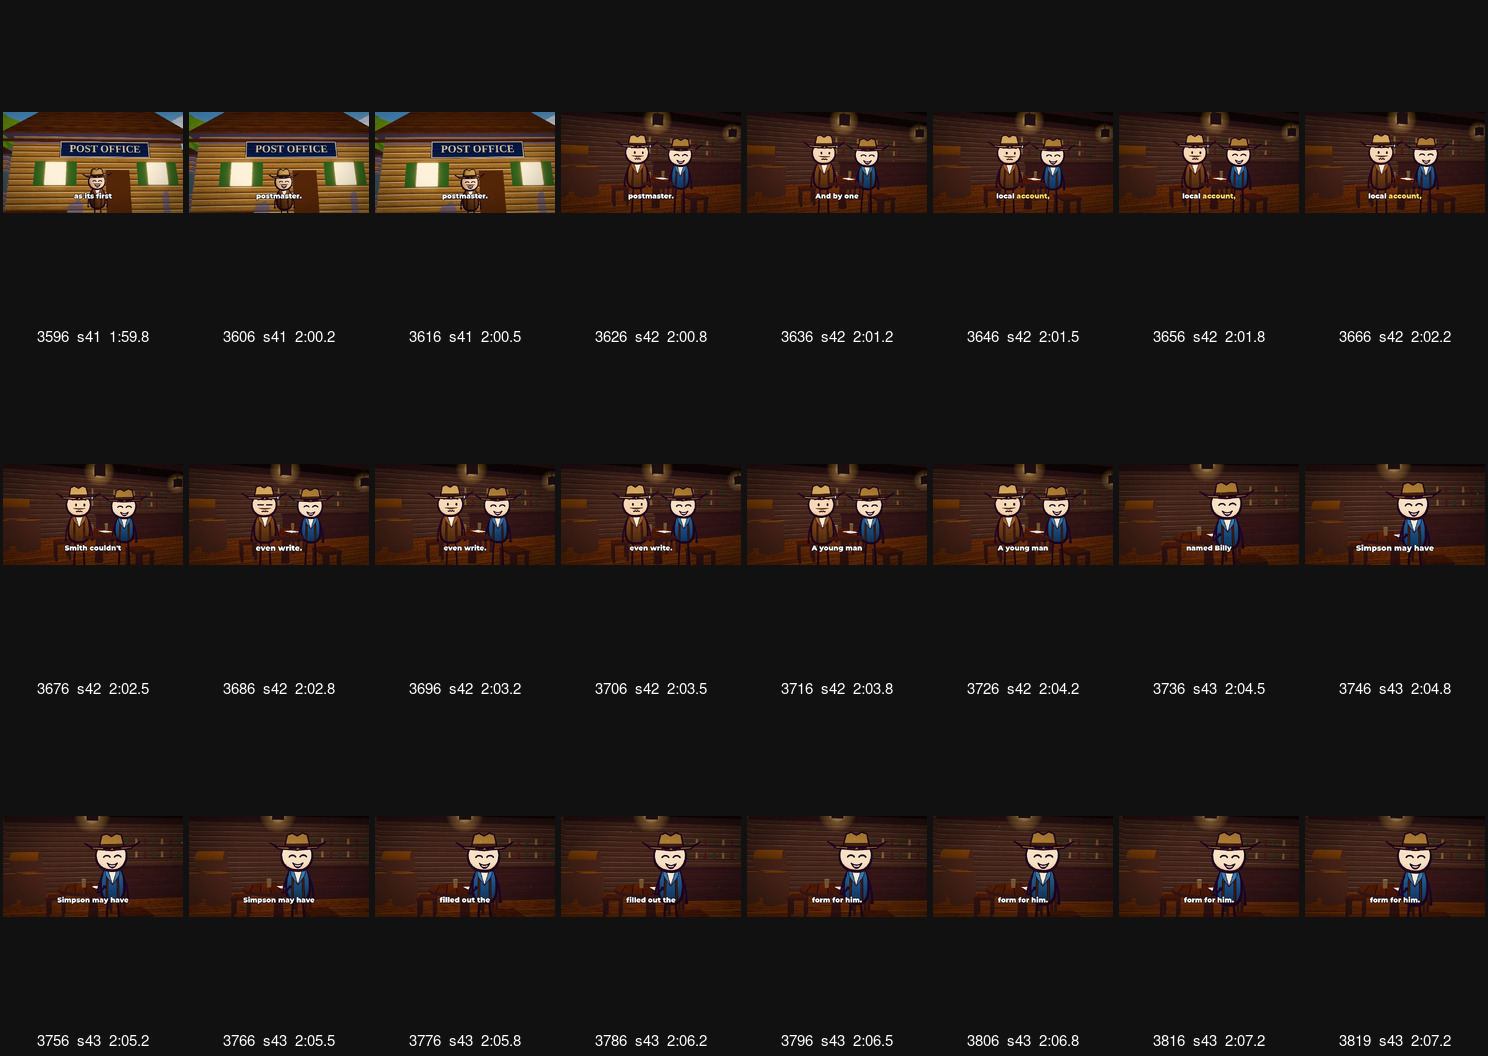 POST OFFICE
as its first
POST OFFICE
postmaster.
POST OFFICE
postmaster.
postmaster.
And by one
local account,
local account,
local account,
3596 s41 1:59.8
3606 s41 2:00.2
3616 s41 2:00.5
3626 s42 2:00.8
3636 s42 2:01.2
3646 s42 2:01.5
3656 s42 2:01.8
3666 s42 2:02.2
Smith couldn't
even write.
even write.
even write.
A young man
A young man
named Billy
Simpson may have
3676 s42 2:02.5
3686 s42 2:02.8
3696 s42 2:03.2
3706 s42 2:03.5
3716 s42 2:03.8
3726 s42 2:04.2
3736 s43 2:04.5
3746 s43 2:04.8
Simpson may have
Simpson may have
filled out the
filled out the
form for him.
form for him.
form for him.
form for him.
3756 s43 2:05.2
3766 s43 2:05.5
3776 s43 2:05.8
3786 s43 2:06.2
3796 s43 2:06.5
3806 s43 2:06.8
3816 s43 2:07.2
3819 s43 2:07.2